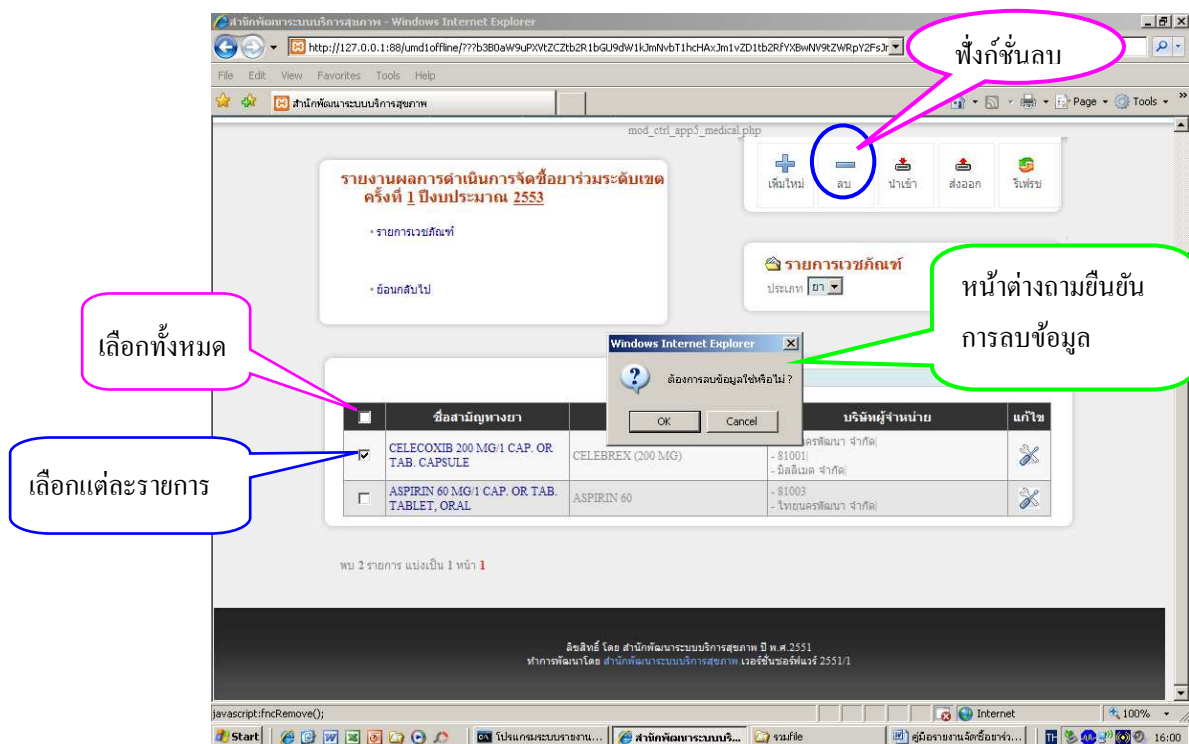 สำนักพัฒนาระบบบริการสุขภาพ - Windows Internet Explorer
ฟังก์ชั่นลบ
File Edit View Favorites Tools Help
สำนักพัฒนาระบบบริการสุขภาพ
Page Tools
mod_ctrl_app5_medical.php
เพิ่มใหม่ ลบ นำเข้า ส่งออก รีเฟรช
รายงานผลการดำเนินการจัดซื้อยาร่วมระดับเขต
ครั้งที่ 1 ปีงบประมาณ 2553
รายการเวชภัณฑ์
ย้อนกลับไป
รายการเวชภัณฑ์
ประเภท ยา
หน้าต่างถามยืนยัน
การลบข้อมูล
เลือกทั้งหมด
Windows Internet Explorer
ต้องการลบข้อมูลใช่หรือไม่ ?
OK Cancel
ชื่อสามัญทางยา บริษัทผู้จำหน่าย แก้ไข
CELECOXIB 200 MG/1 CAP. OR
TAB. CAPSULE
CELEBREX (200 MG)
นครพัฒนา จำกัด|
- 81001|
- มิลลิเมด จำกัด|
เลือกแต่ละรายการ
ASPIRIN 60 MG/1 CAP. OR TAB.
TABLET, ORAL
ASPIRIN 60
- 81003
- ไทยนครพัฒนา จำกัด|
พบ 2 รายการ แบ่งเป็น 1 หน้า 1
ลิขสิทธิ์ โดย สำนักพัฒนาระบบบริการสุขภาพ ปี พ.ศ.2551
ทำการพัฒนาโดย สำนักพัฒนาระบบบริการสุขภาพ เวอร์ชั่นซอร์ฟแวร์ 2551/1
javascript:fncRemove(); Internet 100%
Start โปรแกรมระบบรายงาน... สำนักพัฒนาระบบบริ... รวมfile คู่มือรายงานจัดซื้อยาร่ว... TH 16:00